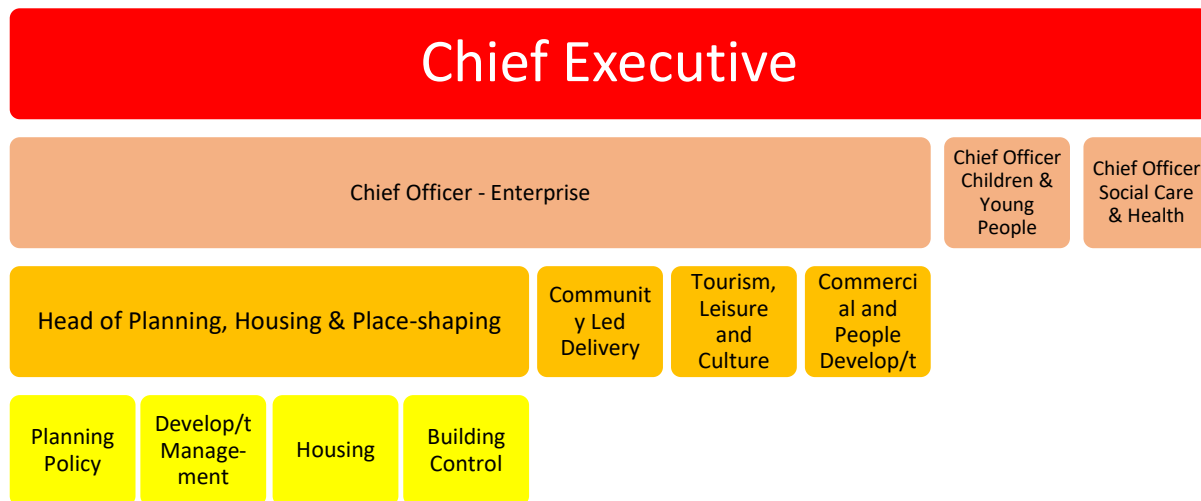 Chief Executive
Chief Officer - Enterprise
Chief Officer
Children &
Young
People
Chief Officer
Social Care
& Health
Head of Planning, Housing & Place-shaping
Communit
y Led
Delivery
Tourism,
Leisure
and
Culture
Commerci
al and
People
Develop/t
Planning
Policy
Develop/t
Manage-
ment
Housing
Building
Control